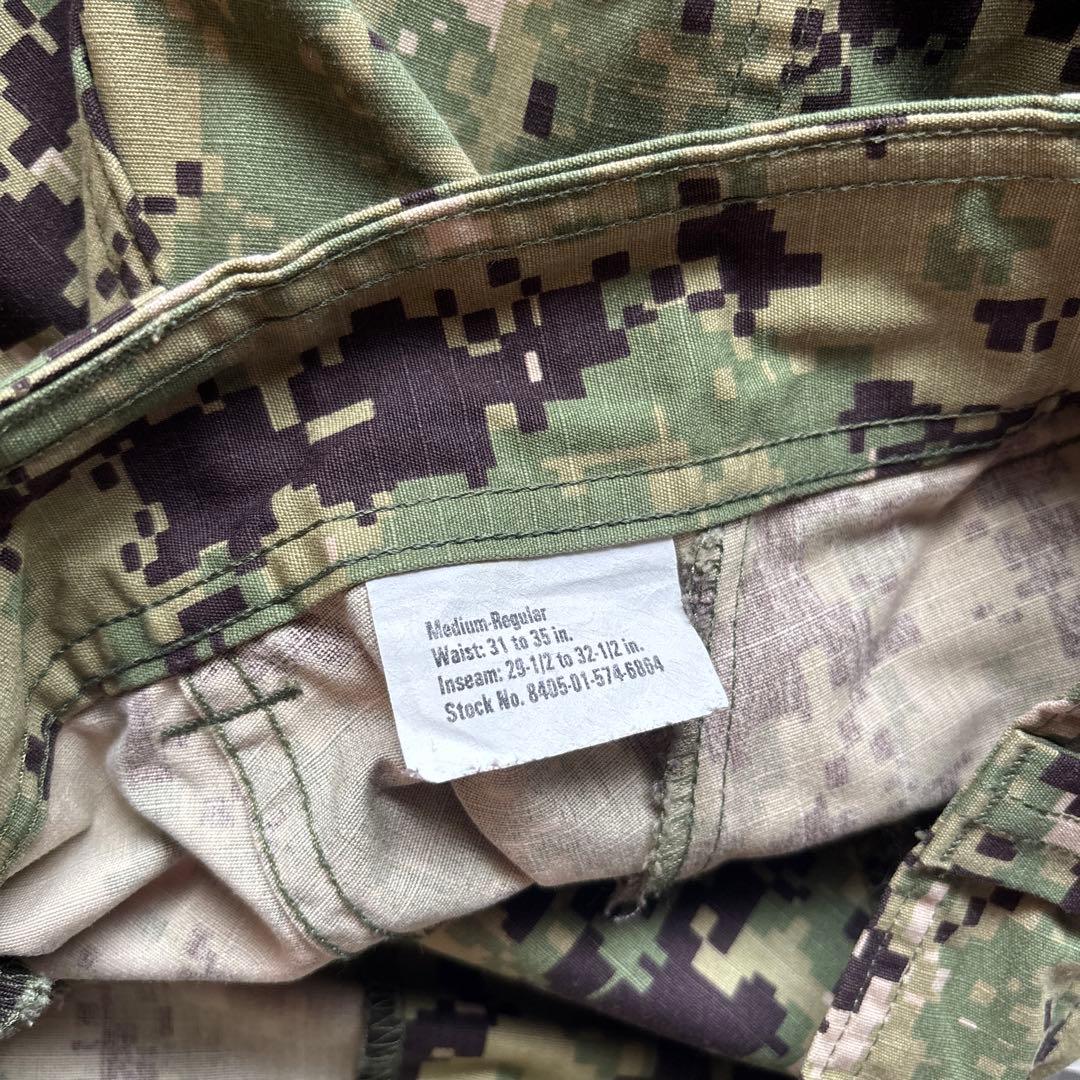 Medium-Regular
Waist: 31 to 35 in.
Inseam: 29-1/2 to 32-1/2 in.
Stock No. 8405-01-574-6864